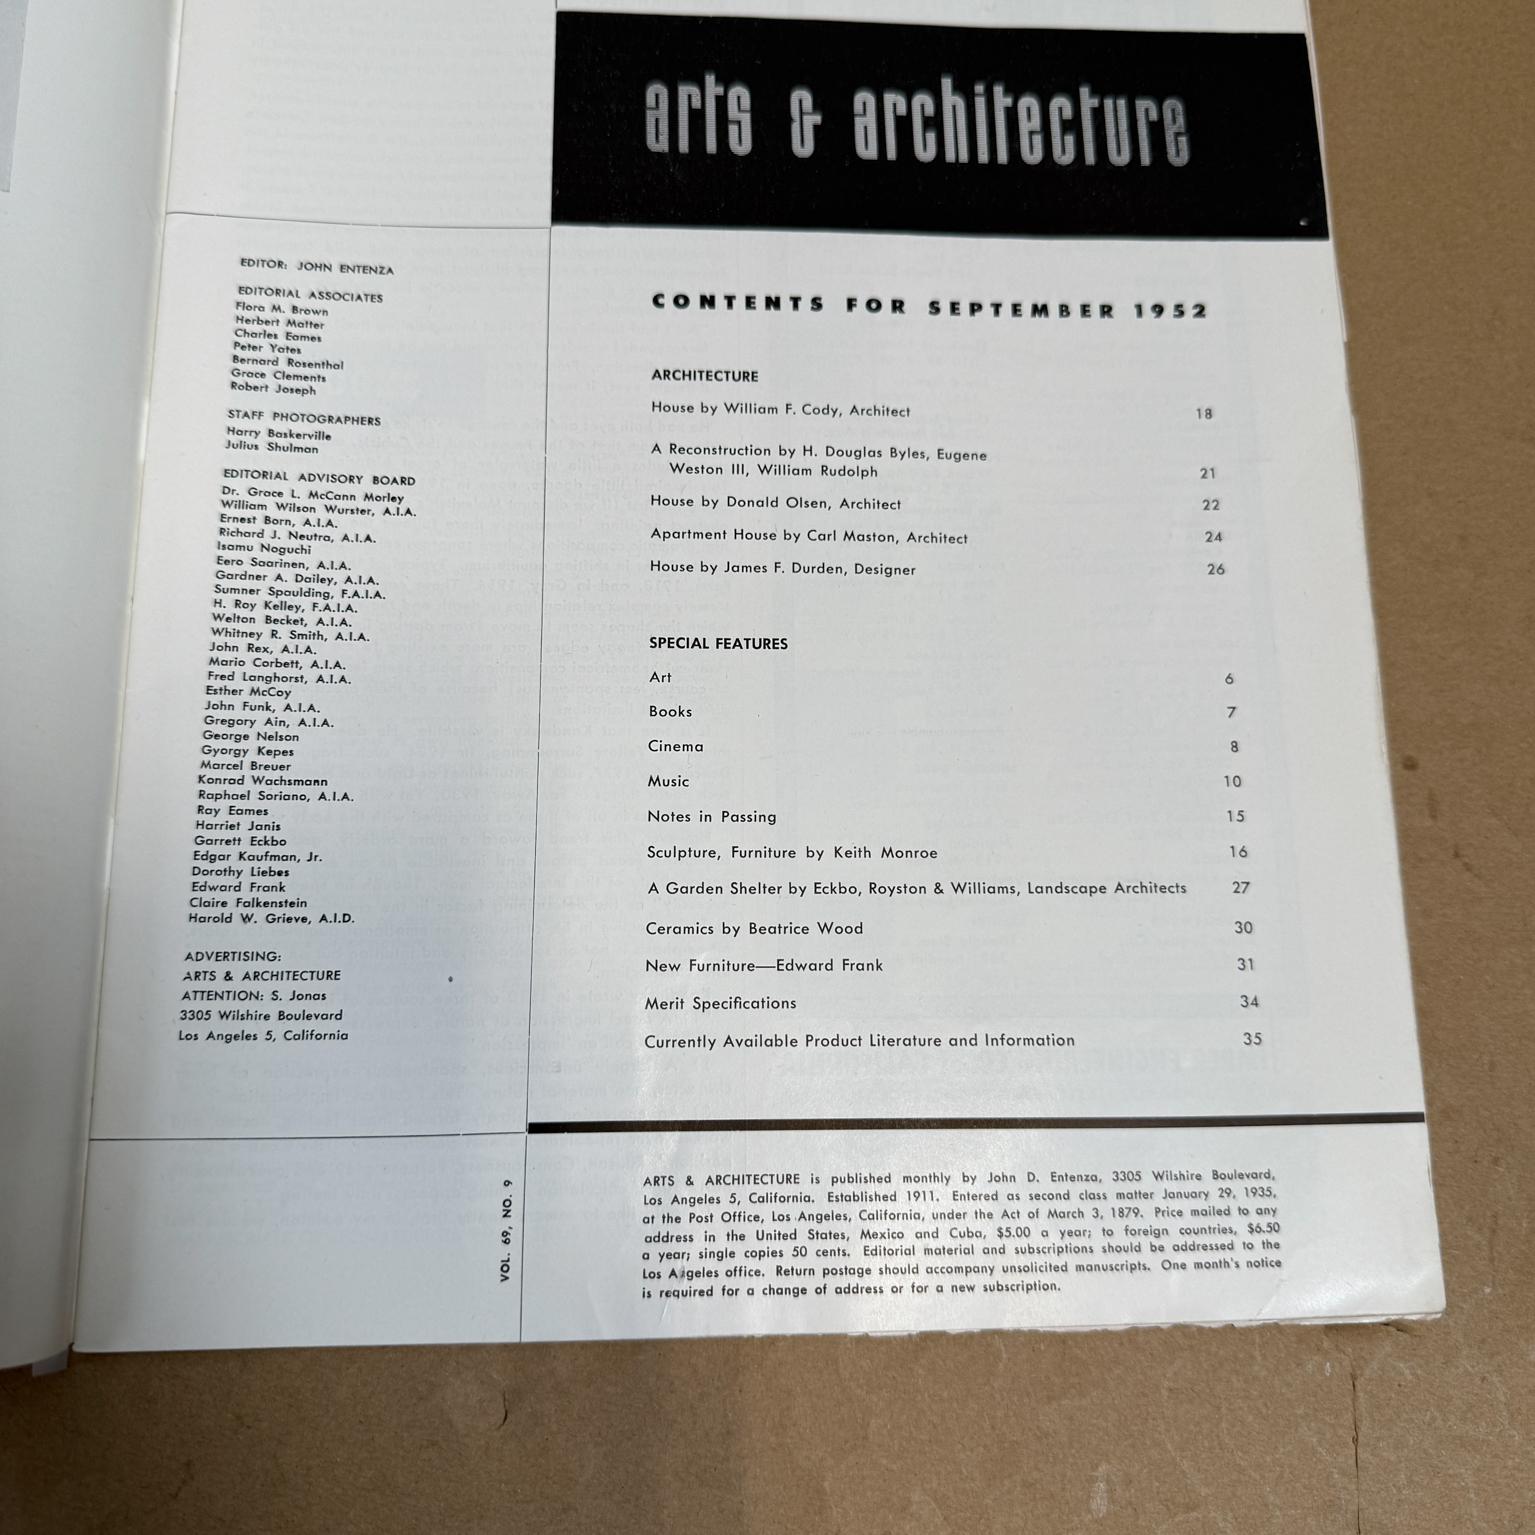 arts & architecture
EDITOR: JOHN ENTENZA
EDITORIAL ASSOCIATES
Flora M. Brown
Herbert Matter
Charles Eames
Peter Yates
Bernard Rosenthal
Grace Clements
Robert Joseph
STAFF PHOTOGRAPHERS
Harry Baskerville
Julius Shulman
EDITORIAL ADVISORY BOARD
Dr. Grace L. McCann Morley
William Wilson Wurster, A.I.A.
Ernest Born, A.I.A.
Richard J. Neutra, A.I.A.
Isamu Noguchi
Eero Saarinen, A.I.A.
Gardner A. Dailey, A.I.A.
Sumner Spaulding, F.A.I.A.
H. Roy Kelley, F.A.I.A.
Welton Becket, A.I.A.
Whitney R. Smith, A.I.A.
John Rex, A.I.A.
Mario Corbett, A.I.A.
Fred Langhorst, A.I.A.
Esther McCoy
John Funk, A.I.A.
Gregory Ain, A.I.A.
George Nelson
Gyorgy Kepes
Marcel Breuer
Konrad Wachsmann
Raphael Soriano, A.I.A.
Ray Eames
Harriet Janis
Garrett Eckbo
Edgar Kaufman, Jr.
Dorothy Liebes
Edward Frank
Claire Falkenstein
Harold W. Grieve, A.I.D.
ADVERTISING:
ARTS & ARCHITECTURE
ATTENTION: S. Jonas
3305 Wilshire Boulevard
Los Angeles 5, California
VOL. 69, NO. 9
CONTENTS FOR SEPTEMBER 1952
ARCHITECTURE
House by William F. Cody, Architect 18
A Reconstruction by H. Douglas Byles, Eugene
Weston III, William Rudolph 21
House by Donald Olsen, Architect 22
Apartment House by Carl Maston, Architect 24
House by James F. Durden, Designer 26
SPECIAL FEATURES
Art 6
Books 7
Cinema 8
Music 10
Notes in Passing 15
Sculpture, Furniture by Keith Monroe 16
A Garden Shelter by Eckbo, Royston & Williams, Landscape Architects 27
Ceramics by Beatrice Wood 30
New Furniture—Edward Frank 31
Merit Specifications 34
Currently Available Product Literature and Information 35
ARTS & ARCHITECTURE is published monthly by John D. Entenza, 3305 Wilshire Boulevard,
Los Angeles 5, California. Established 1911. Entered as second class matter January 29, 1935,
at the Post Office, Los Angeles, California, under the Act of March 3, 1879. Price mailed to any
address in the United States, Mexico and Cuba, $5.00 a year; to foreign countries, $6.50
a year; single copies 50 cents. Editorial material and subscriptions should be addressed to the
Los Angeles office. Return postage should accompany unsolicited manuscripts. One month's notice
is required for a change of address or for a new subscription.